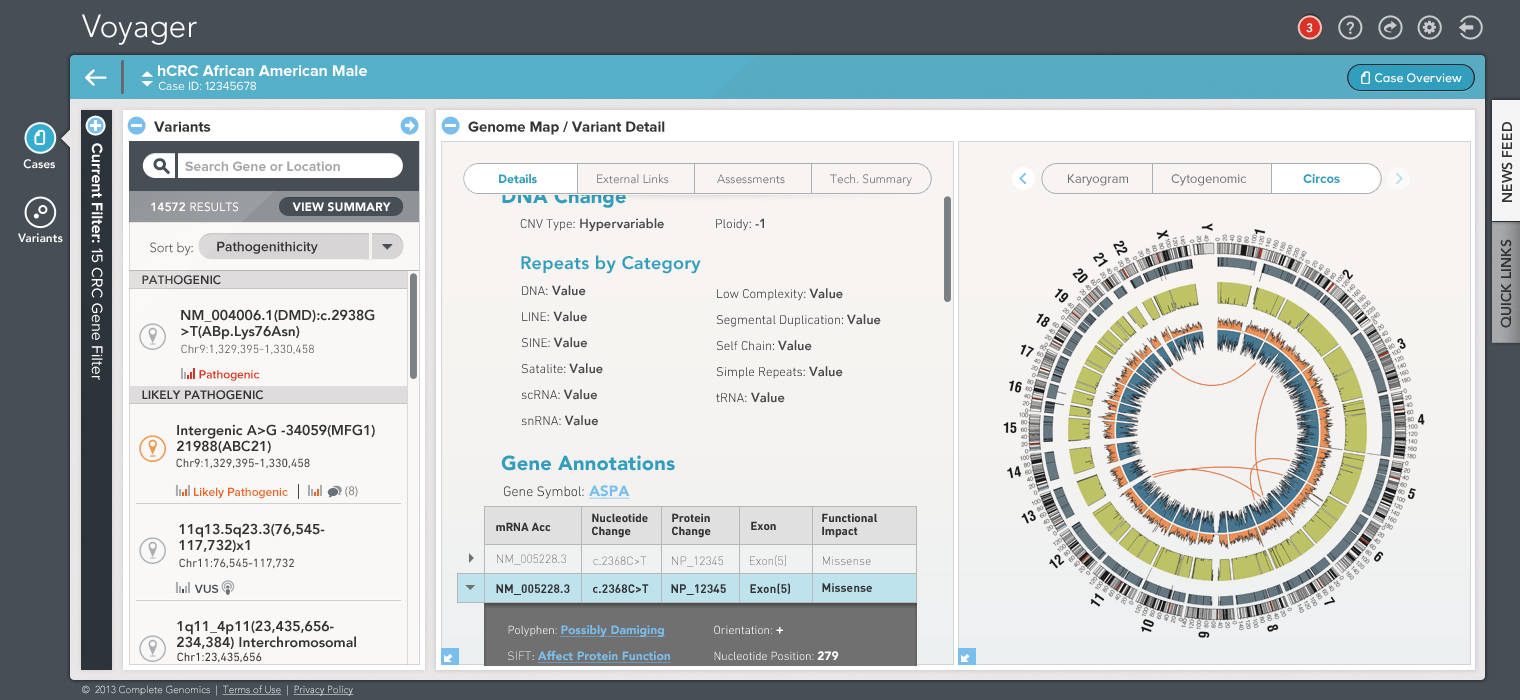 Voyager
3
?
hCRC African American Male
Case ID: 12345678
Case Overview
Cases
Variants
Current Filter: 15 CRC Gene Filter
Variants
Search Gene or Location
14572 RESULTS
VIEW SUMMARY
Sort by:
Pathogenithicity
PATHOGENIC
NM_004006.1(DMD):c.2938G
>T(ABp.Lys76Asn)
Chr9:1,329,395-1,330,458
Pathogenic
LIKELY PATHOGENIC
Intergenic A>G -34059(MFG1)
21988(ABC21)
Chr9:1,329,395-1,330,458
Likely Pathogenic | (8)
11q13.5q23.3(76,545-
117,732)x1
Chr11:76,545-117,732
VUS
1q11_4p11(23,435,656-
234,384) Interchromosomal
Chr1:23,435,656
Genome Map / Variant Detail
Details
External Links
Assessments
Tech. Summary
DNA Change
CNV Type: Hypervariable
Ploidy: -1
Repeats by Category
DNA: Value
LINE: Value
SINE: Value
Satalite: Value
scRNA: Value
snRNA: Value
Low Complexity: Value
Segmental Duplication: Value
Self Chain: Value
Simple Repeats: Value
tRNA: Value
Gene Annotations
Gene Symbol: ASPA
mRNA Acc
Nucleotide
Change
Protein
Change
Exon
Functional
Impact
NM_005228.3 c.2368C>T NP_12345 Exon(5) Missense
NM_005228.3 c.2368C>T NP_12345 Exon(5) Missense
Polyphen: Possibly Damiging
Orientation: +
SIFT: Affect Protein Function
Nucleotide Position: 279
Karyogram
Cytogenomic
Circos
1
2
3
4
5
6
7
8
9
10
11
12
13
14
15
16
17
18
19
20
21
22
X
Y
NEWS FEED
QUICK LINKS
© 2013 Complete Genomics | Terms of Use | Privacy Policy